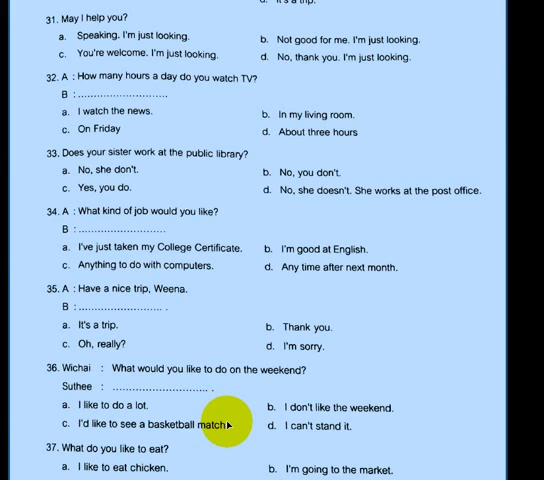 d. It's a trip.
31. May I help you?
a. Speaking. I'm just looking. b. Not good for me. I'm just looking.
c. You're welcome. I'm just looking. d. No, thank you. I'm just looking.
32. A : How many hours a day do you watch TV?
B :..............................
a. I watch the news. b. In my living room.
c. On Friday d. About three hours
33. Does your sister work at the public library?
a. No, she don't. b. No, you don't.
c. Yes, you do. d. No, she doesn't. She works at the post office.
34. A : What kind of job would you like?
B :.............................
a. I've just taken my College Certificate. b. I'm good at English.
c. Anything to do with computers. d. Any time after next month.
35. A : Have a nice trip, Weena.
B :............................ .
a. It's a trip. b. Thank you.
c. Oh, really? d. I'm sorry.
36. Wichai : What would you like to do on the weekend?
Suthee : ............................... .
a. I like to do a lot. b. I don't like the weekend.
c. I'd like to see a basketball match. d. I can't stand it.
37. What do you like to eat?
a. I like to eat chicken. b. I'm going to the market.